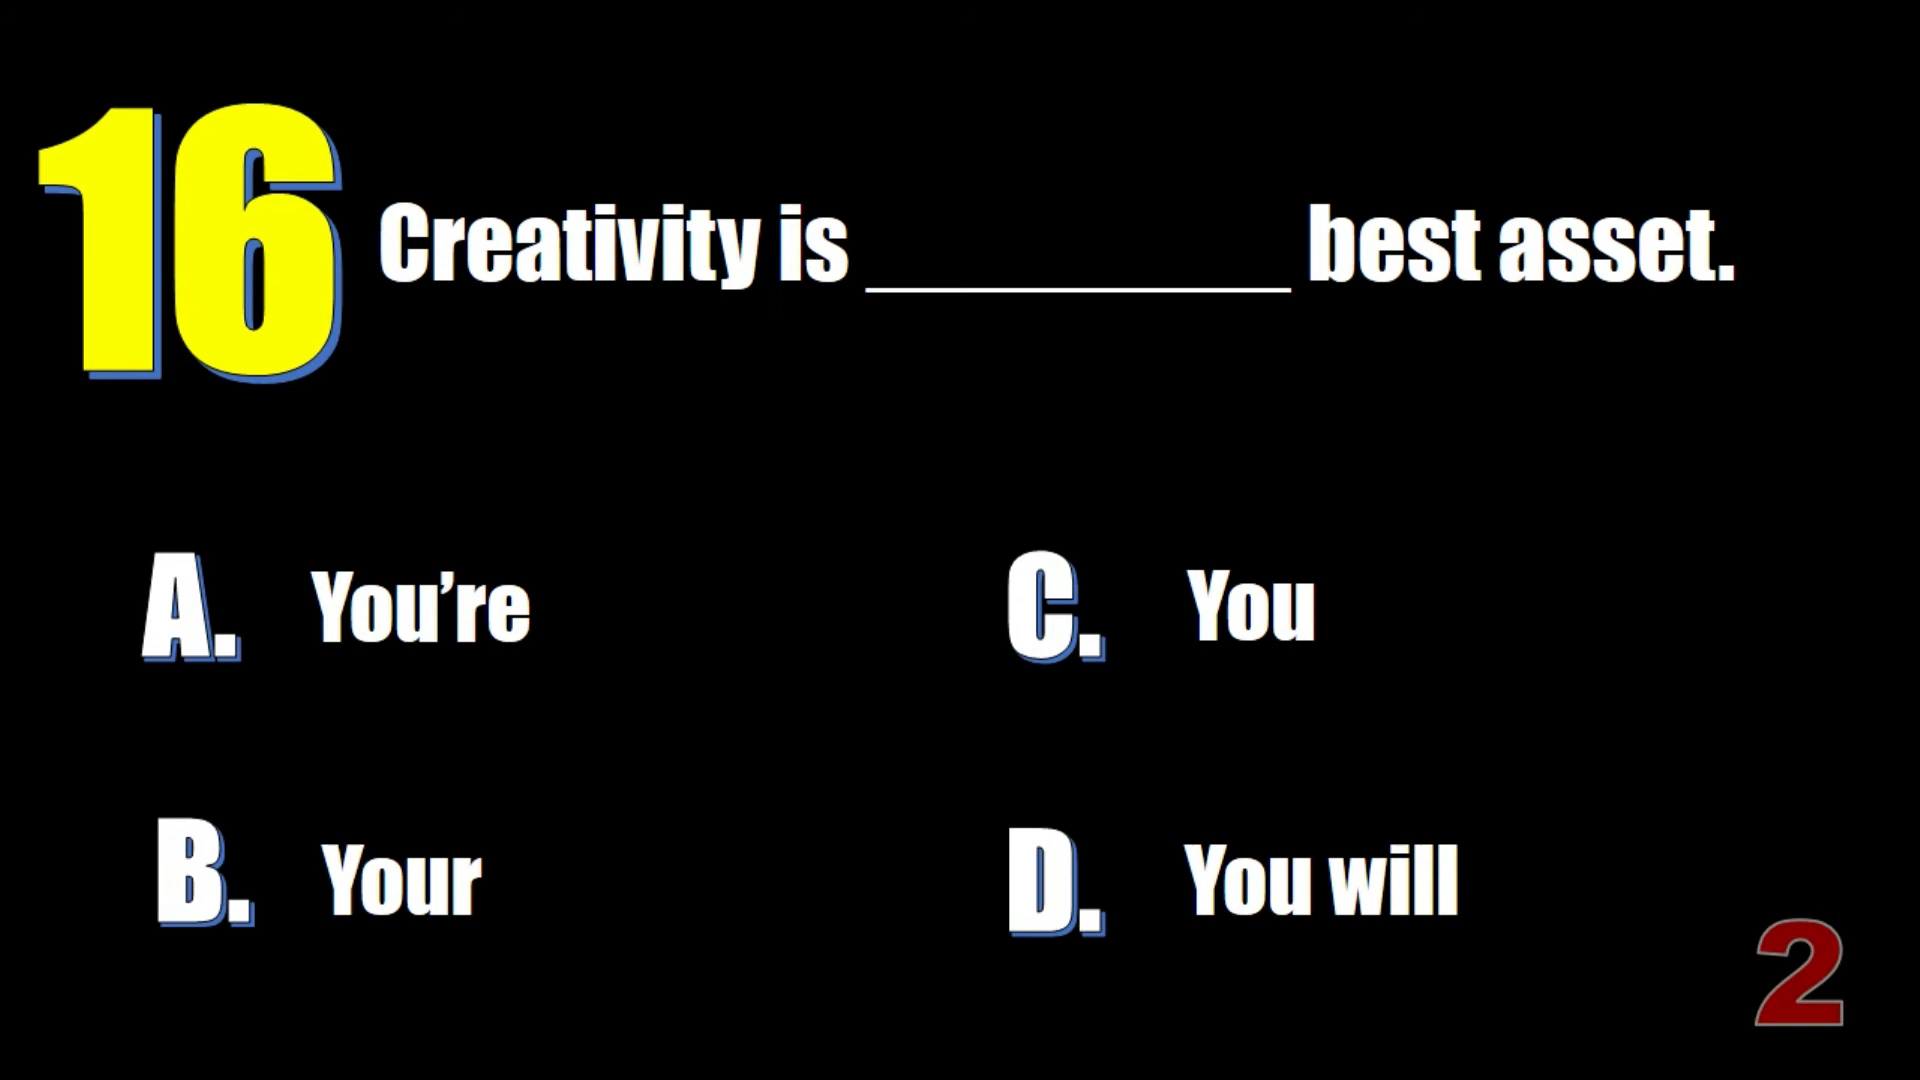 16 Creativity is __________ best asset.
A. You’re
B. Your
C. You
D. You will
2